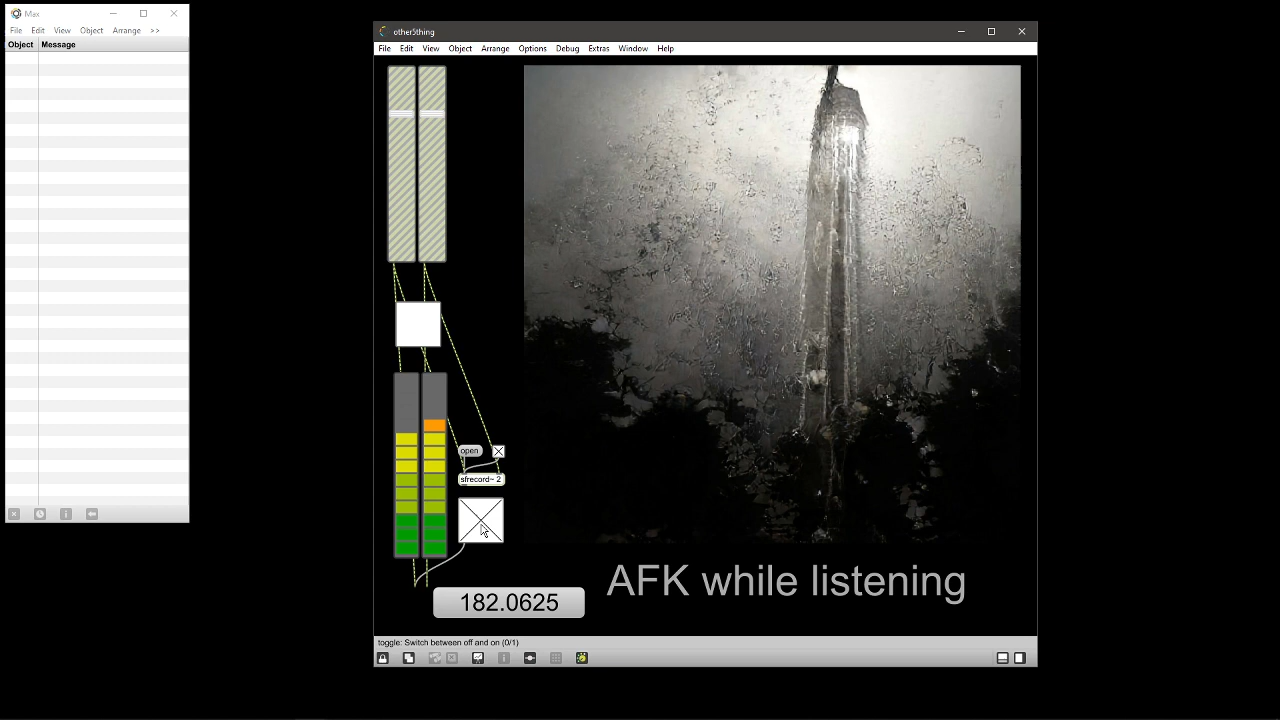 Max
File Edit View Object Arrange >>
Object Message
other5thing
File Edit View Object Arrange Options Debug Extras Window Help
open
sfrecord~ 2
AFK while listening
182.0625
toggle: Switch between off and on (0/1)